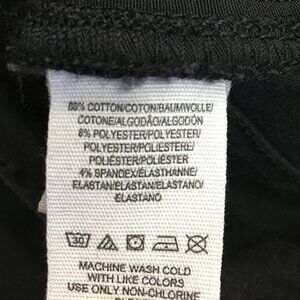 88% COTTON/COTON/BAUMWOLLE/
COTONE/ALGODÃO/ALGODÓN
8% POLYESTER/POLYESTER/
POLYESTER/POLIESTERE/
POLIÉSTER/POLIÉSTER
4% SPANDEX/ÉLASTHANNE/
ELASTAN/ELASTAN/ELASTANO/
ELASTANO
30
MACHINE WASH COLD
WITH LIKE COLORS
USE ONLY NON-CHLORINE